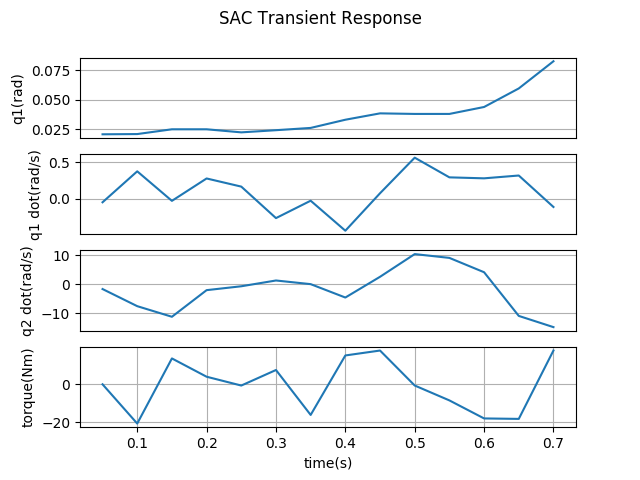 SAC Transient Response
q1(rad)
0.075
0.050
0.025
q1 dot(rad/s)
0.5
0.0
q2 dot(rad/s)
10
0
−10
torque(Nm)
0
−20
0.1 0.2 0.3 0.4 0.5 0.6 0.7
time(s)